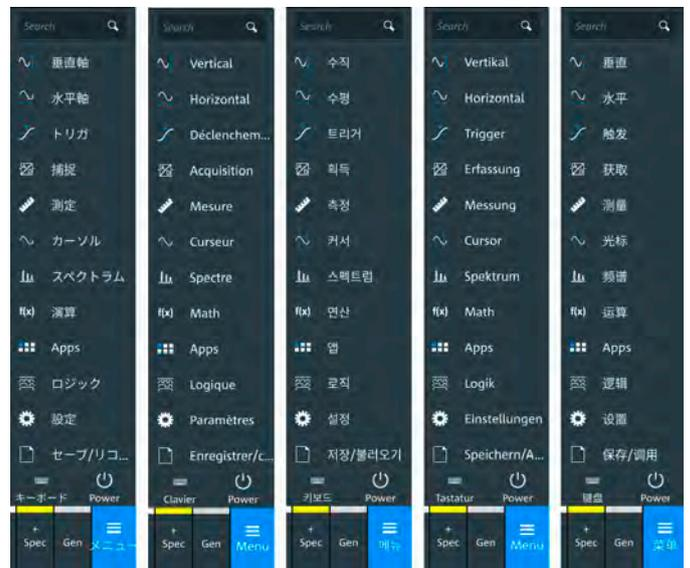 Search
垂直軸
水平軸
トリガ
捕捉
測定
カーソル
スペクトラム
f(x) 演算
Apps
ロジック
設定
セーブ/リコ...
キーボード Power
+
Spec Gen メニュー
Search
Vertical
Horizontal
Déclenchem...
Acquisition
Mesure
Curseur
Spectre
f(x) Math
Apps
Logique
Paramètres
Enregistrer/c...
Clavier Power
+
Spec Gen Menu
Search
수직
수평
트리거
획득
측정
커서
스펙트럼
f(x) 연산
앱
로직
설정
저장/불러오기
키보드 Power
+
Spec Gen 메뉴
Search
Vertikal
Horizontal
Trigger
Erfassung
Messung
Cursor
Spektrum
f(x) Math
Apps
Logik
Einstellungen
Speichern/A...
Tastatur Power
+
Spec Gen Menu
Search
垂直
水平
触发
获取
测量
光标
频谱
f(x) 运算
Apps
逻辑
设置
保存/调用
键盘 Power
+
Spec Gen 菜单